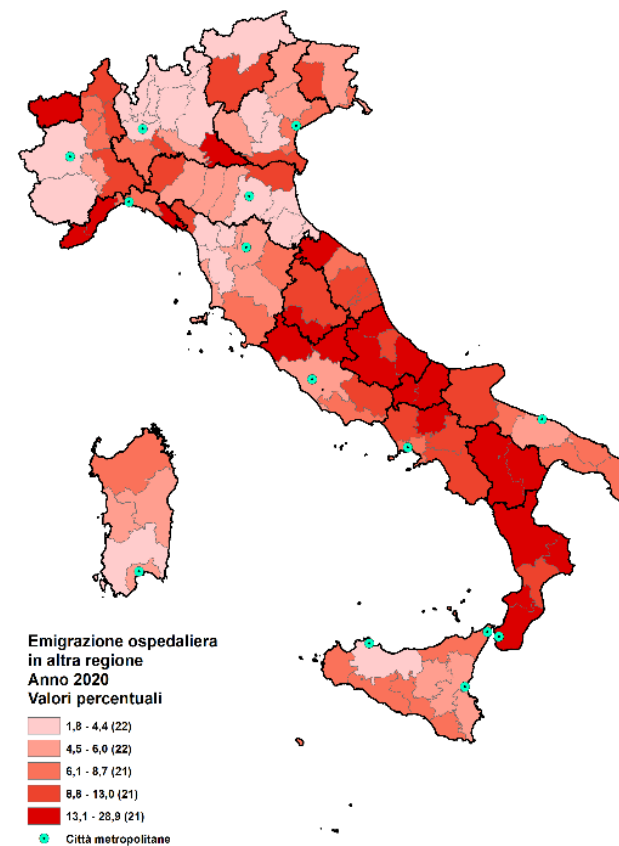 Emigrazione ospedaliera
in altra regione
Anno 2020
Valori percentuali
1,8 - 4,4 (22)
4,5 - 6,0 (22)
6,1 - 8,7 (21)
8,8 - 13,0 (21)
13,1 - 28,9 (21)
Città metropolitane